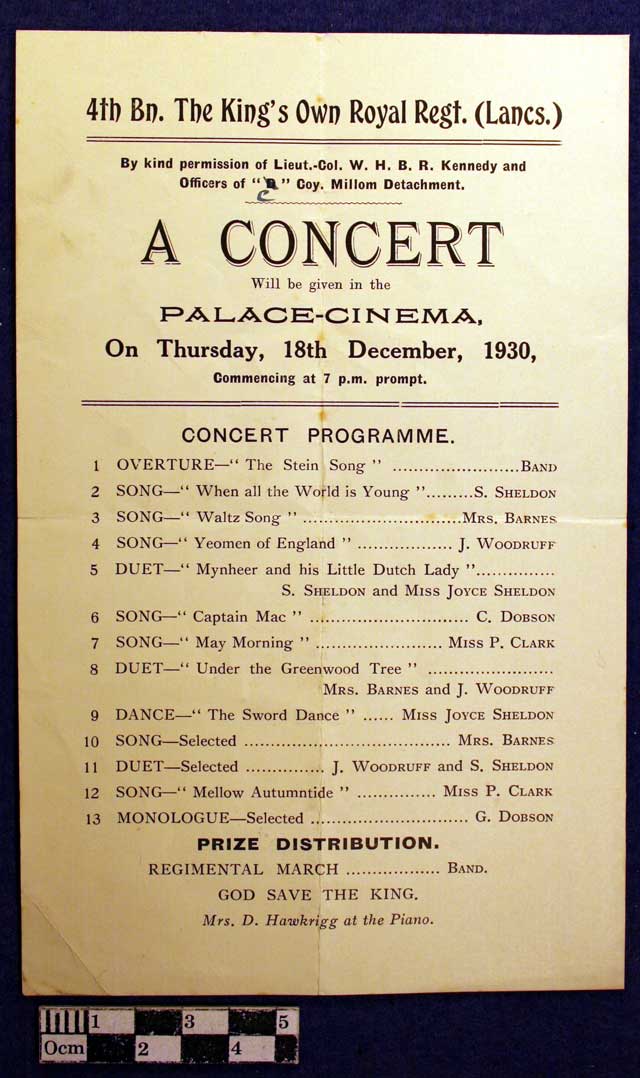 4th Bn. The King's Own Royal Regt. (Lancs.)
By kind permission of Lieut.-Col. W. H. B. R. Kennedy and
Officers of " " Coy. Millom Detachment.
C
A CONCERT
Will be given in the
PALACE-CINEMA,
On Thursday, 18th December, 1930,
Commencing at 7 p.m. prompt.
CONCERT PROGRAMME.
1 OVERTURE—" The Stein Song " ........................BAND
2 SONG—" When all the World is Young ".........S. SHELDON
3 SONG—" Waltz Song " .............................MRS. BARNES
4 SONG—" Yeomen of England " .................. J. WOODRUFF
5 DUET—" Mynheer and his Little Dutch Lady "...............
S. SHELDON and MISS JOYCE SHELDON
6 SONG—" Captain Mac " .............................. C. DOBSON
7 SONG—" May Morning " ........................ MISS P. CLARK
8 DUET—" Under the Greenwood Tree " ........................
MRS. BARNES and J. WOODRUFF
9 DANCE—" The Sword Dance " ...... MISS JOYCE SHELDON
10 SONG—Selected ....................................... MRS. BARNES
11 DUET—Selected ............... J. WOODRUFF and S. SHELDON
12 SONG—" Mellow Autumntide " ............... MISS P. CLARK
13 MONOLOGUE—Selected .............................. G. DOBSON
PRIZE DISTRIBUTION.
REGIMENTAL MARCH .................. BAND.
GOD SAVE THE KING.
Mrs. D. Hawkrigg at the Piano.
1 3 5
0cm 2 4